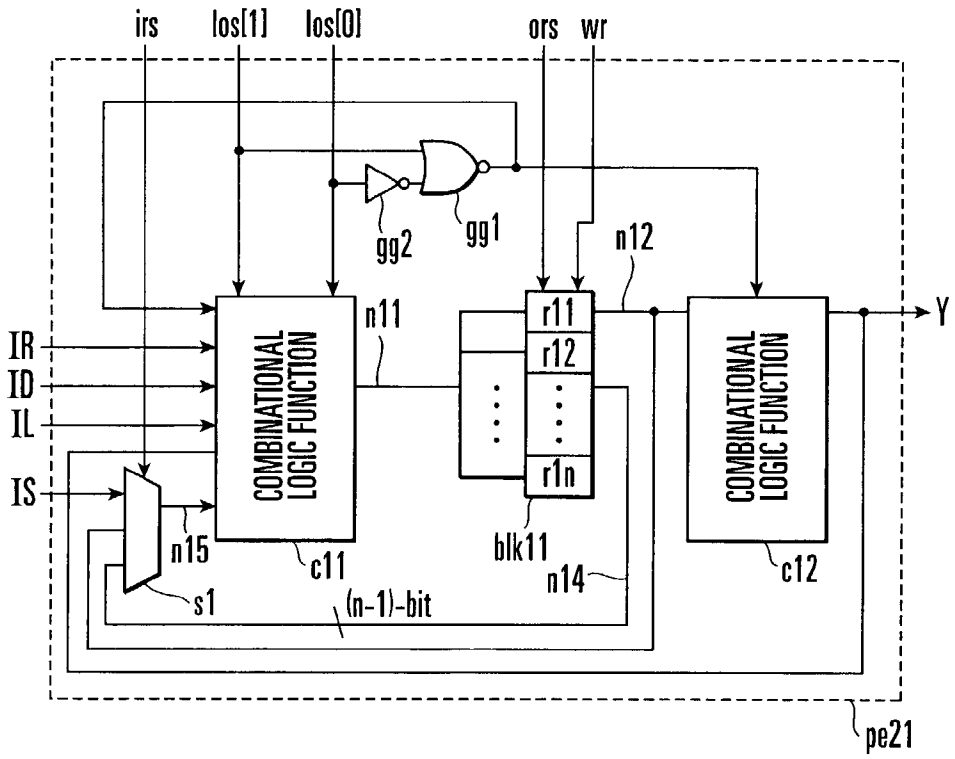 irs
los[1]
los[0]
ors
wr
gg2
gg1
n12
n11
r11
r12
r1n
Y
IR
ID
IL
IS
COMBINATIONAL
LOGIC FUNCTION
COMBINATIONAL
LOGIC FUNCTION
n15
c11
blk11
n14
c12
s1
(n-1)-bit
pe21